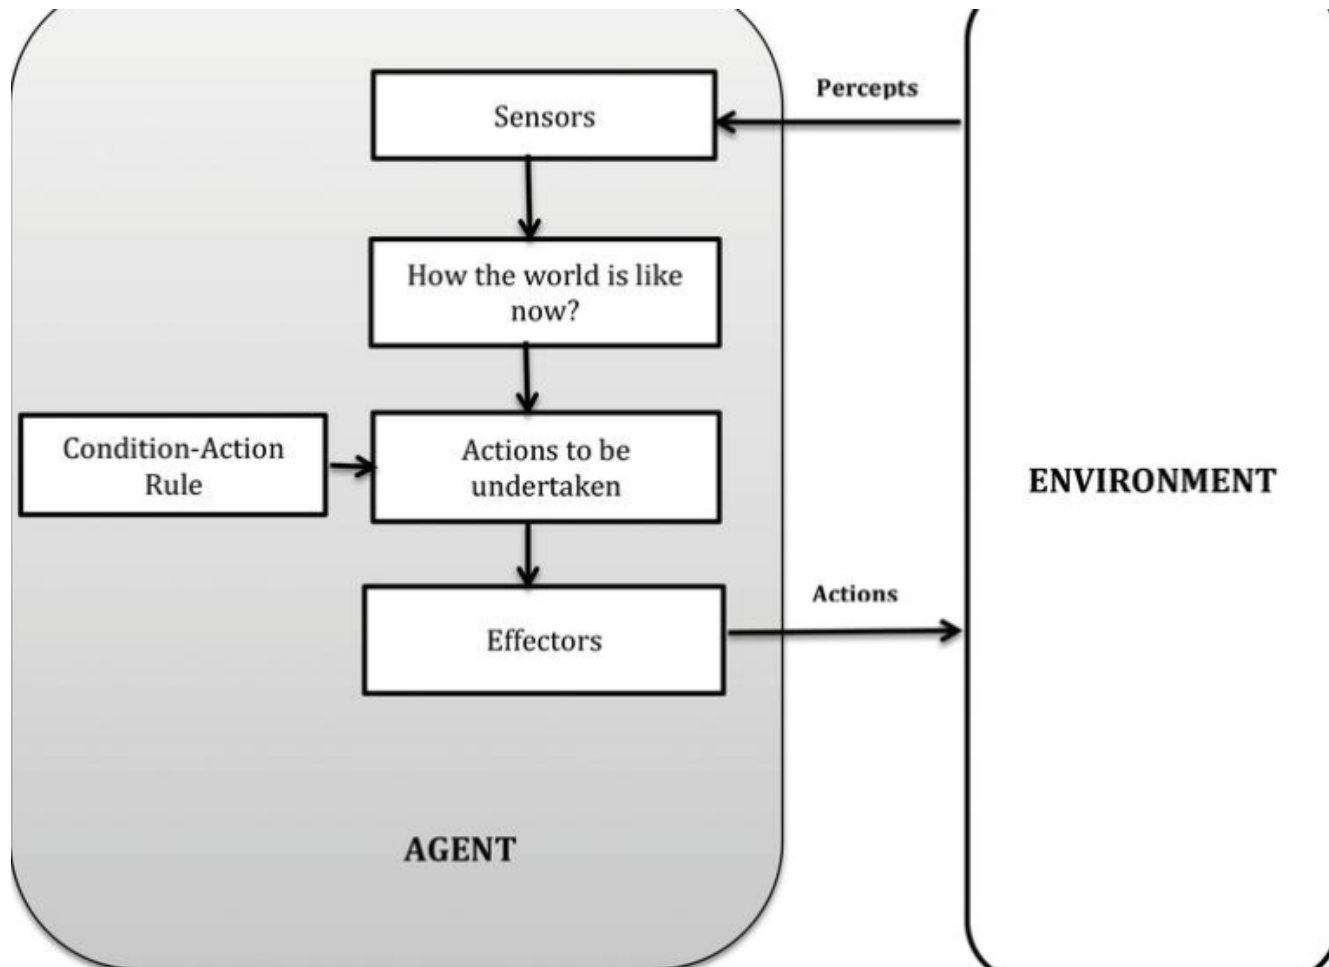 Percepts
Sensors
How the world is like
now?
Condition-Action
Rule
Actions to be
undertaken
ENVIRONMENT
Actions
Effectors
AGENT